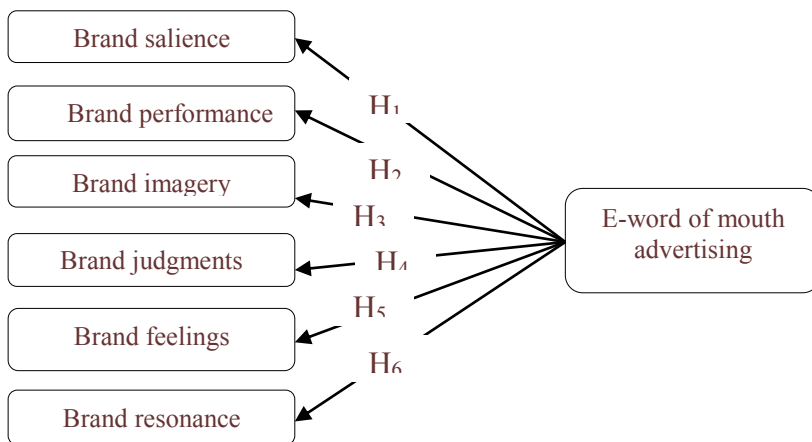 Brand salience
H₁
Brand performance
H₂
Brand imagery
H₃
E-word of mouth
advertising
Brand judgments
H₄
Brand feelings
H₅
Brand resonance
H₆